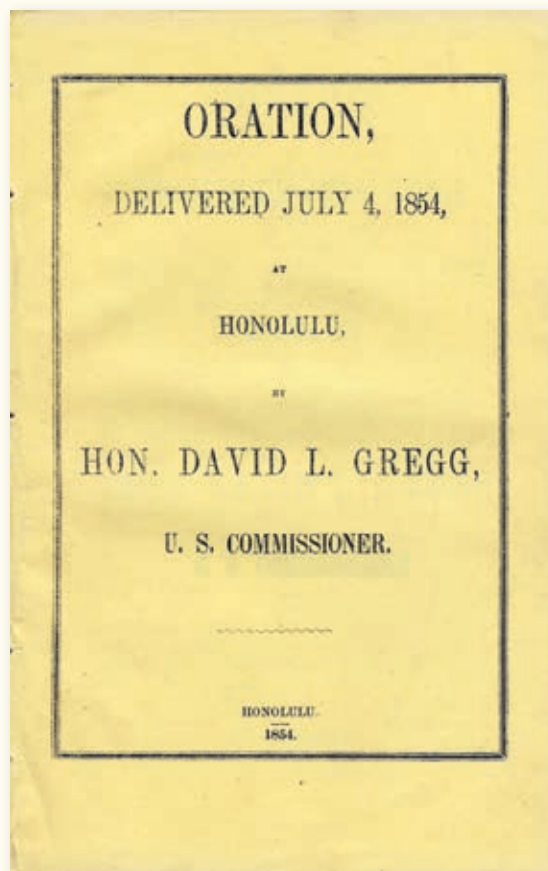 ORATION,
DELIVERED JULY 4, 1854,
AT
HONOLULU,
BY
HON. DAVID L. GREGG,
U. S. COMMISSIONER.
HONOLULU.
1854.